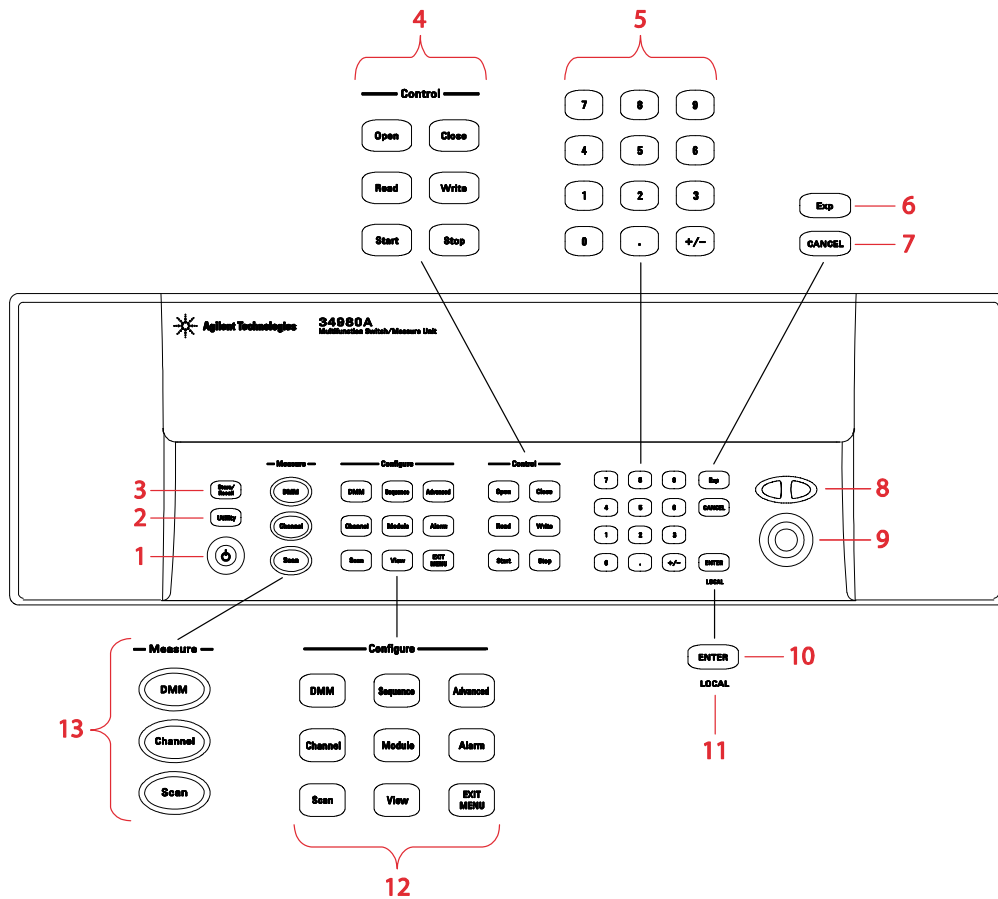 4
5
Control
7 8 9
Open Close
4 5 6
Read Write
1 2 3
Exp 6
Start Stop
0 . +/−
CANCEL 7
Agilent Technologies
34980A
Multifunction Switch/Measure Unit
Measure Configure Control
3 Store/
Recall
DMM DMM Sequence Advanced Open Close 7 8 9 Exp 8
2 Utility
Channel Channel Module Alarm Read Write 4 5 6 CANCEL
9
1 2 3
1
Scan Scan View EXIT
MENU
Start Stop 0 . +/− ENTER
LOCAL
Measure Configure
ENTER 10
DMM DMM Sequence Advanced LOCAL
13
Channel Channel Module Alarm 11
Scan Scan View EXIT
MENU
12